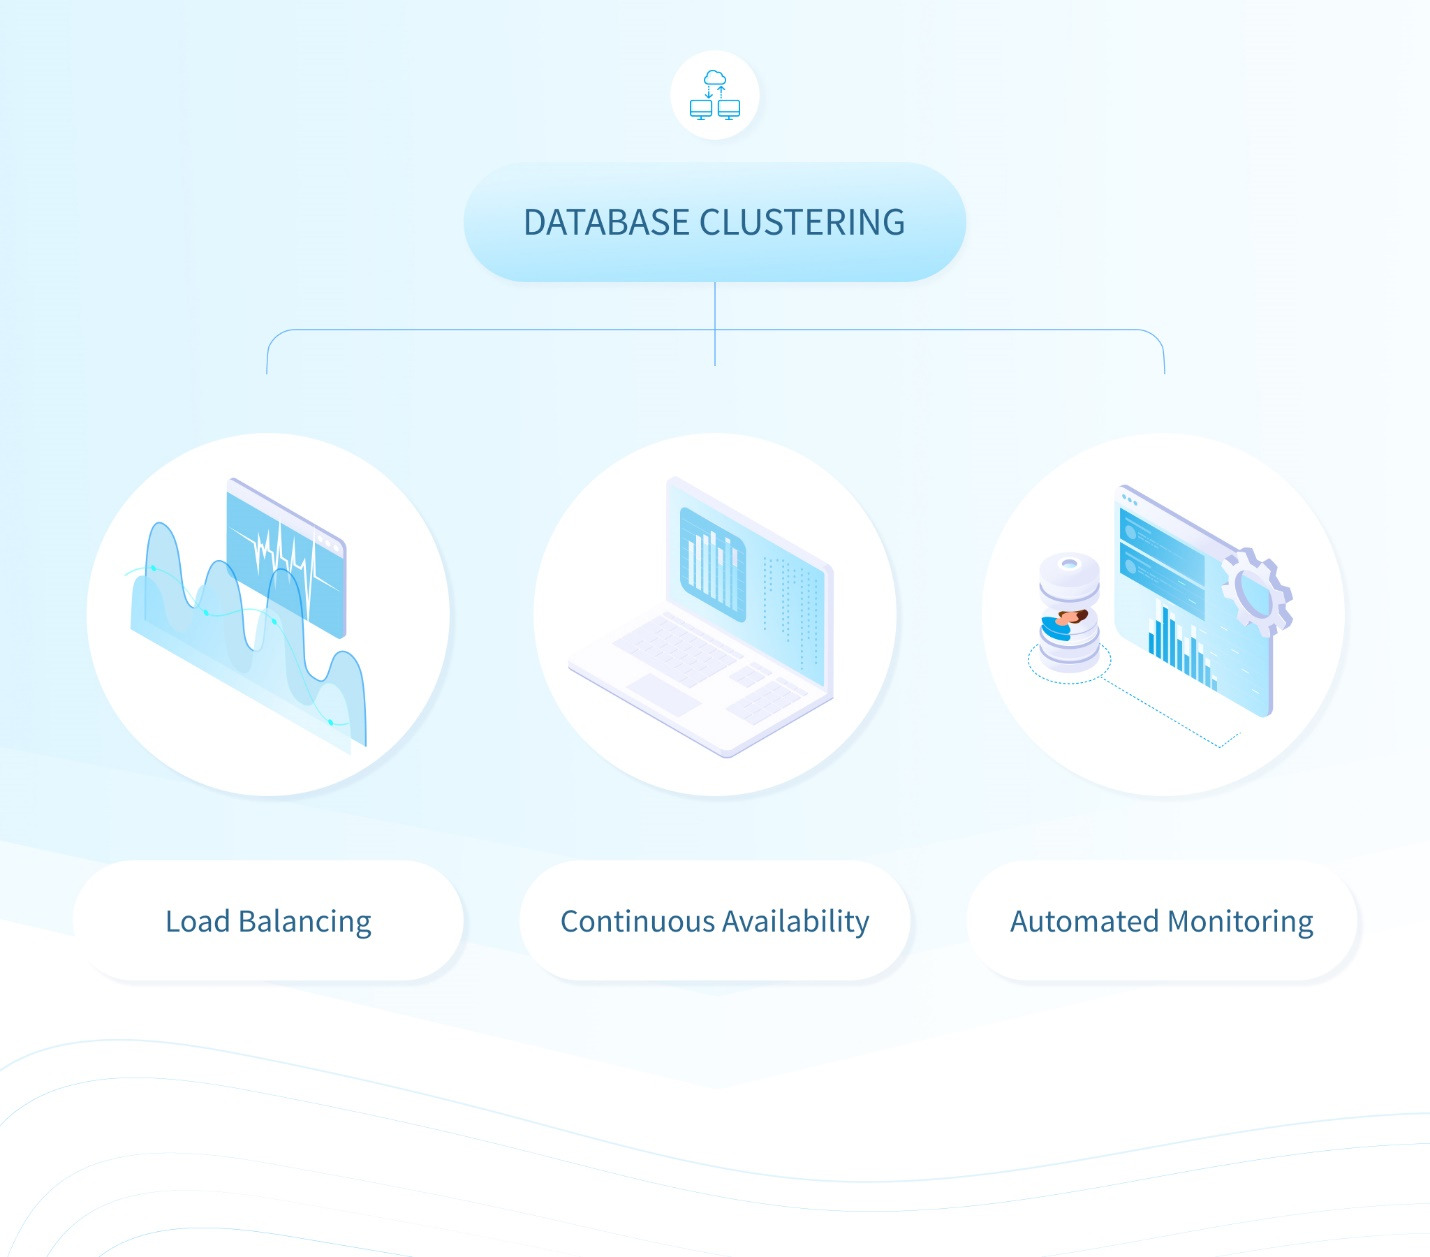 DATABASE CLUSTERING
Load Balancing
Continuous Availability
Automated Monitoring